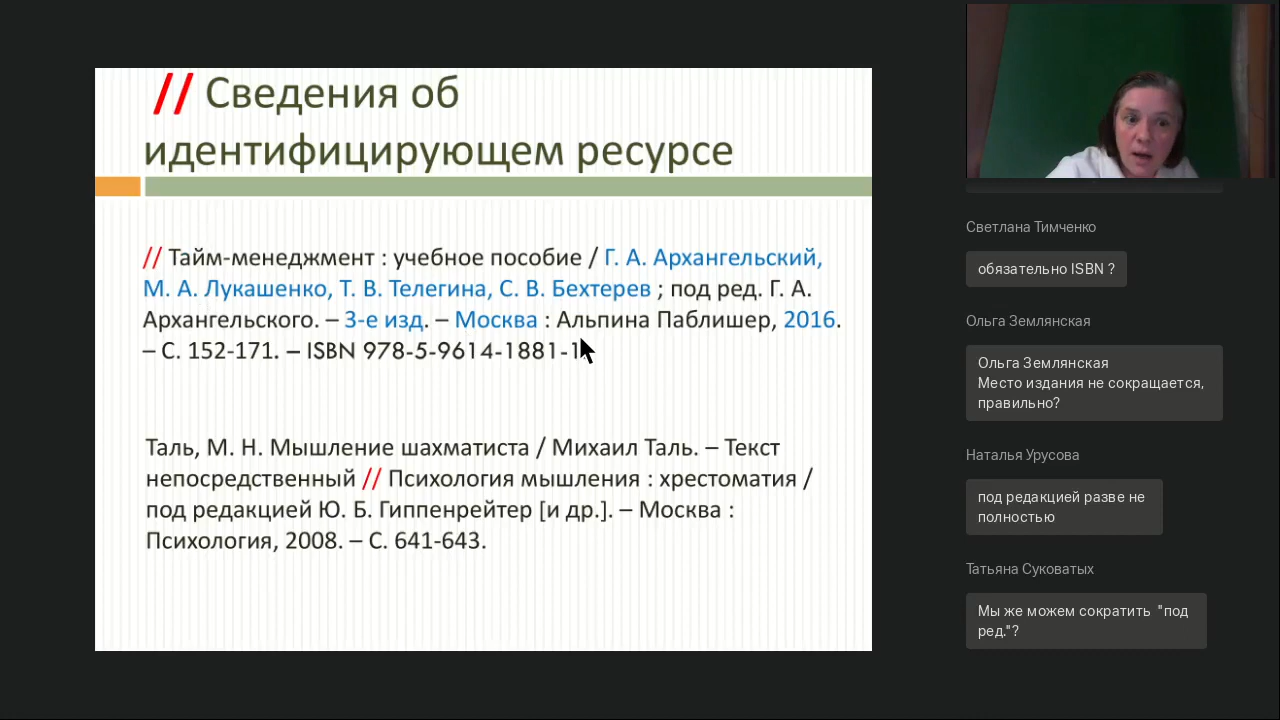 // Сведения об
идентифицирующем ресурсе
// Тайм-менеджмент : учебное пособие / Г. А. Архангельский,
М. А. Лукашенко, Т. В. Телегина, С. В. Бехтерев ; под ред. Г. А.
Архангельского. – 3-е изд. – Москва : Альпина Паблишер, 2016.
– С. 152-171. – ISBN 978-5-9614-1881-1
Таль, М. Н. Мышление шахматиста / Михаил Таль. – Текст
непосредственный // Психология мышления : хрестоматия /
под редакцией Ю. Б. Гиппенрейтер [и др.]. – Москва :
Психология, 2008. – С. 641-643.
Светлана Тимченко
обязательно ISBN ?
Ольга Землянская
Ольга Землянская
Место издания не сокращается,
правильно?
Наталья Урусова
под редакцией разве не
полностью
Татьяна Суковатых
Мы же можем сократить "под
ред."?